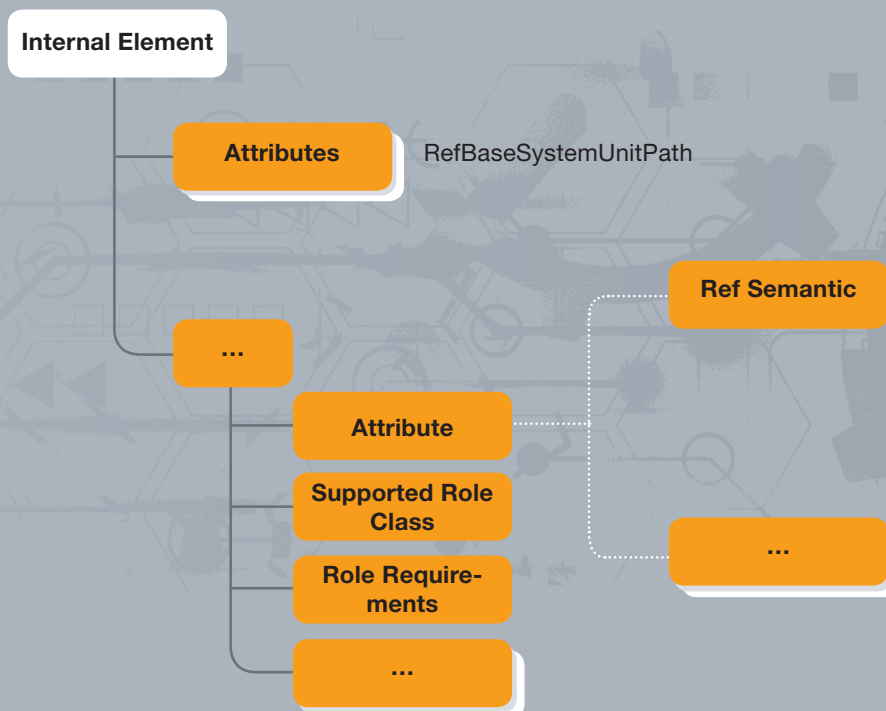 Internal Element
Attributes
RefBaseSystemUnitPath
Ref Semantic
...
Attribute
Supported Role
Class
...
Role Require-
ments
...